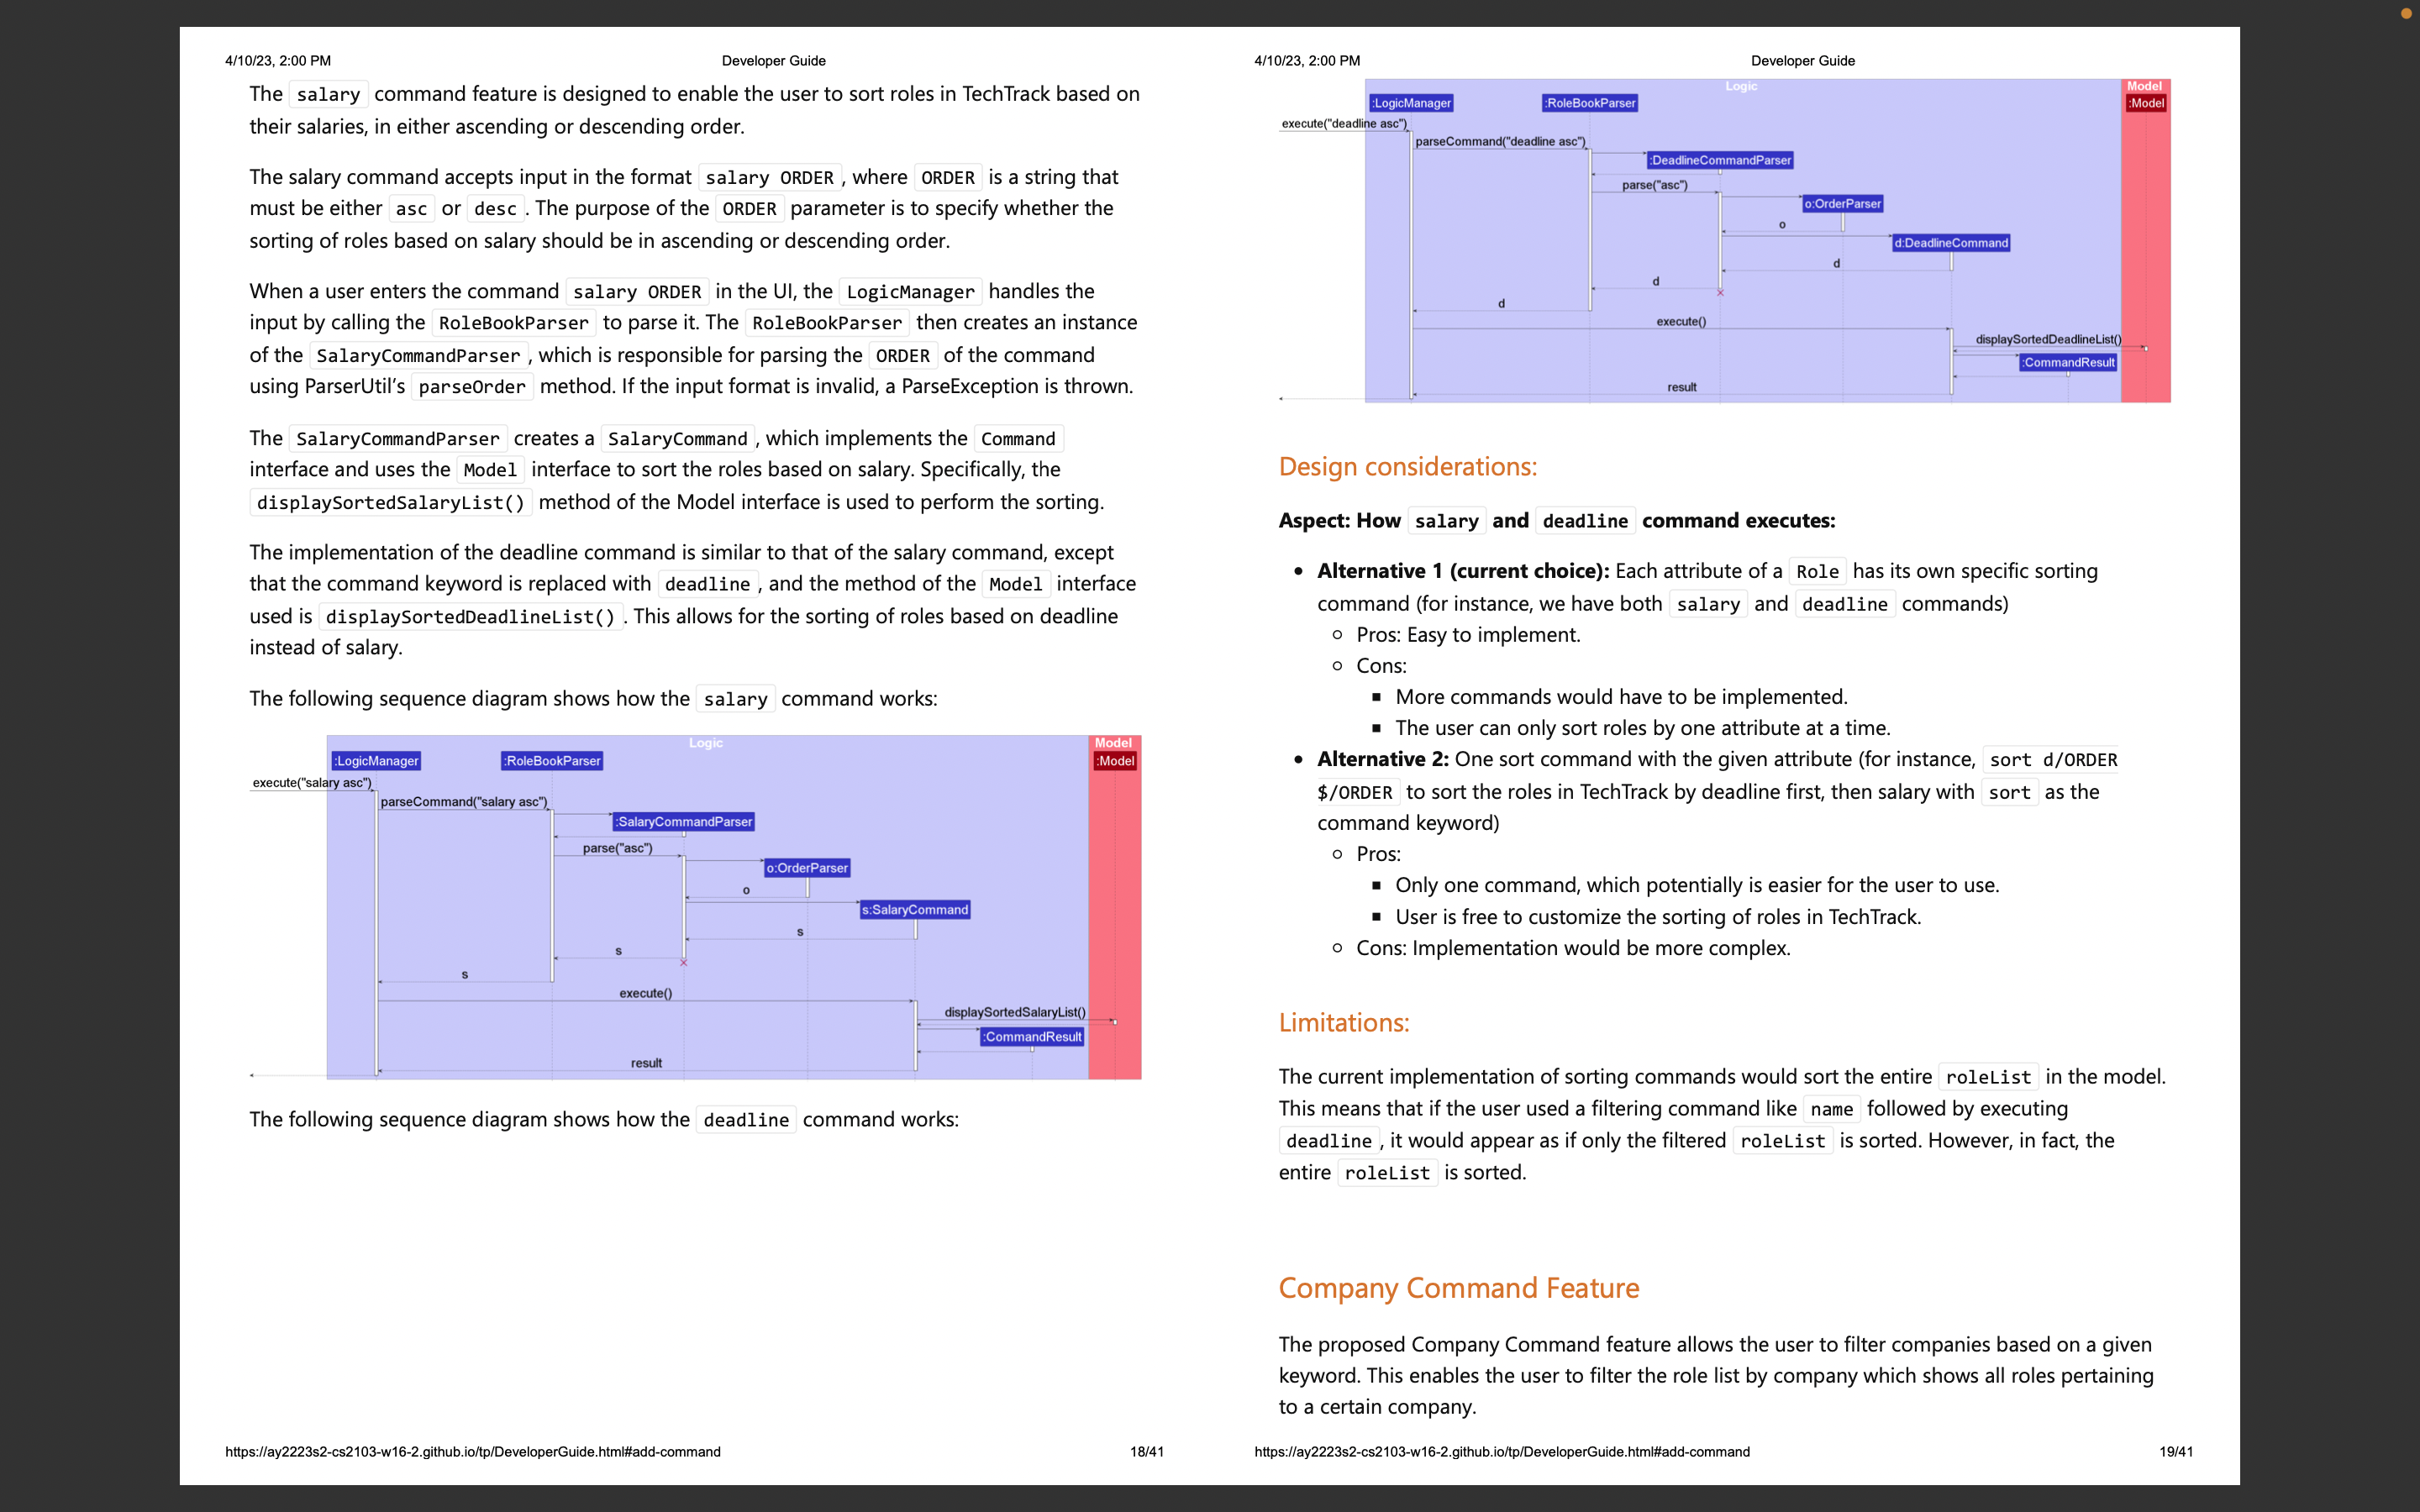 4/10/23, 2:00 PM
Developer Guide
The salary command feature is designed to enable the user to sort roles in TechTrack based on
their salaries, in either ascending or descending order.
The salary command accepts input in the format salary ORDER , where ORDER is a string that
must be either asc or desc . The purpose of the ORDER parameter is to specify whether the
sorting of roles based on salary should be in ascending or descending order.
When a user enters the command salary ORDER in the UI, the LogicManager handles the
input by calling the RoleBookParser to parse it. The RoleBookParser then creates an instance
of the SalaryCommandParser , which is responsible for parsing the ORDER of the command
using ParserUtil’s parseOrder method. If the input format is invalid, a ParseException is thrown.
The SalaryCommandParser creates a SalaryCommand , which implements the Command
interface and uses the Model interface to sort the roles based on salary. Specifically, the
displaySortedSalaryList() method of the Model interface is used to perform the sorting.
The implementation of the deadline command is similar to that of the salary command, except
that the command keyword is replaced with deadline , and the method of the Model interface
used is displaySortedDeadlineList() . This allows for the sorting of roles based on deadline
instead of salary.
The following sequence diagram shows how the salary command works:
Logic
Model
:LogicManager
:RoleBookParser
:Model
execute("salary asc")
parseCommand("salary asc")
:SalaryCommandParser
parse("asc")
o:OrderParser
o
s:SalaryCommand
s
s
s
execute()
displaySortedSalaryList()
:CommandResult
result
The following sequence diagram shows how the deadline command works:
https://ay2223s2-cs2103-w16-2.github.io/tp/DeveloperGuide.html#add-command
18/41
4/10/23, 2:00 PM
Developer Guide
Logic
Model
:LogicManager
:RoleBookParser
:Model
execute("deadline asc")
parseCommand("deadline asc")
:DeadlineCommandParser
parse("asc")
o:OrderParser
o
d:DeadlineCommand
d
d
d
execute()
displaySortedDeadlineList()
:CommandResult
result
Design considerations:
Aspect: How salary and deadline command executes:
• Alternative 1 (current choice): Each attribute of a Role has its own specific sorting
command (for instance, we have both salary and deadline commands)
○ Pros: Easy to implement.
○ Cons:
▪ More commands would have to be implemented.
▪ The user can only sort roles by one attribute at a time.
• Alternative 2: One sort command with the given attribute (for instance, sort d/ORDER
$/ORDER to sort the roles in TechTrack by deadline first, then salary with sort as the
command keyword)
○ Pros:
▪ Only one command, which potentially is easier for the user to use.
▪ User is free to customize the sorting of roles in TechTrack.
○ Cons: Implementation would be more complex.
Limitations:
The current implementation of sorting commands would sort the entire roleList in the model.
This means that if the user used a filtering command like name followed by executing
deadline , it would appear as if only the filtered roleList is sorted. However, in fact, the
entire roleList is sorted.
Company Command Feature
The proposed Company Command feature allows the user to filter companies based on a given
keyword. This enables the user to filter the role list by company which shows all roles pertaining
to a certain company.
https://ay2223s2-cs2103-w16-2.github.io/tp/DeveloperGuide.html#add-command
19/41